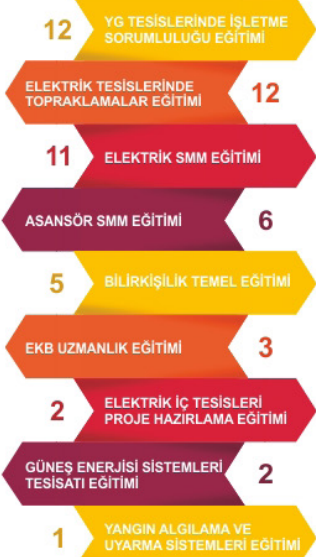 12
YG TESİSLERİNDE İŞLETME
SORUMLULUĞU EĞİTİMİ
ELEKTRİK TESİSLERİNDE
TOPRAKLAMALAR EĞİTİMİ
12
11
ELEKTRİK SMM EĞİTİMİ
ASANSÖR SMM EĞİTİMİ
6
5
BİLİRKİŞİLİK TEMEL EĞİTİMİ
EKB UZMANLIK EĞİTİMİ
3
2
ELEKTRİK İÇ TESİSLERİ
PROJE HAZIRLAMA EĞİTİMİ
GÜNEŞ ENERJİSİ SİSTEMLERİ
TESİSATI EĞİTİMİ
2
1
YANGIN ALGILAMA VE
UYARMA SİSTEMLERİ EĞİTİMİ